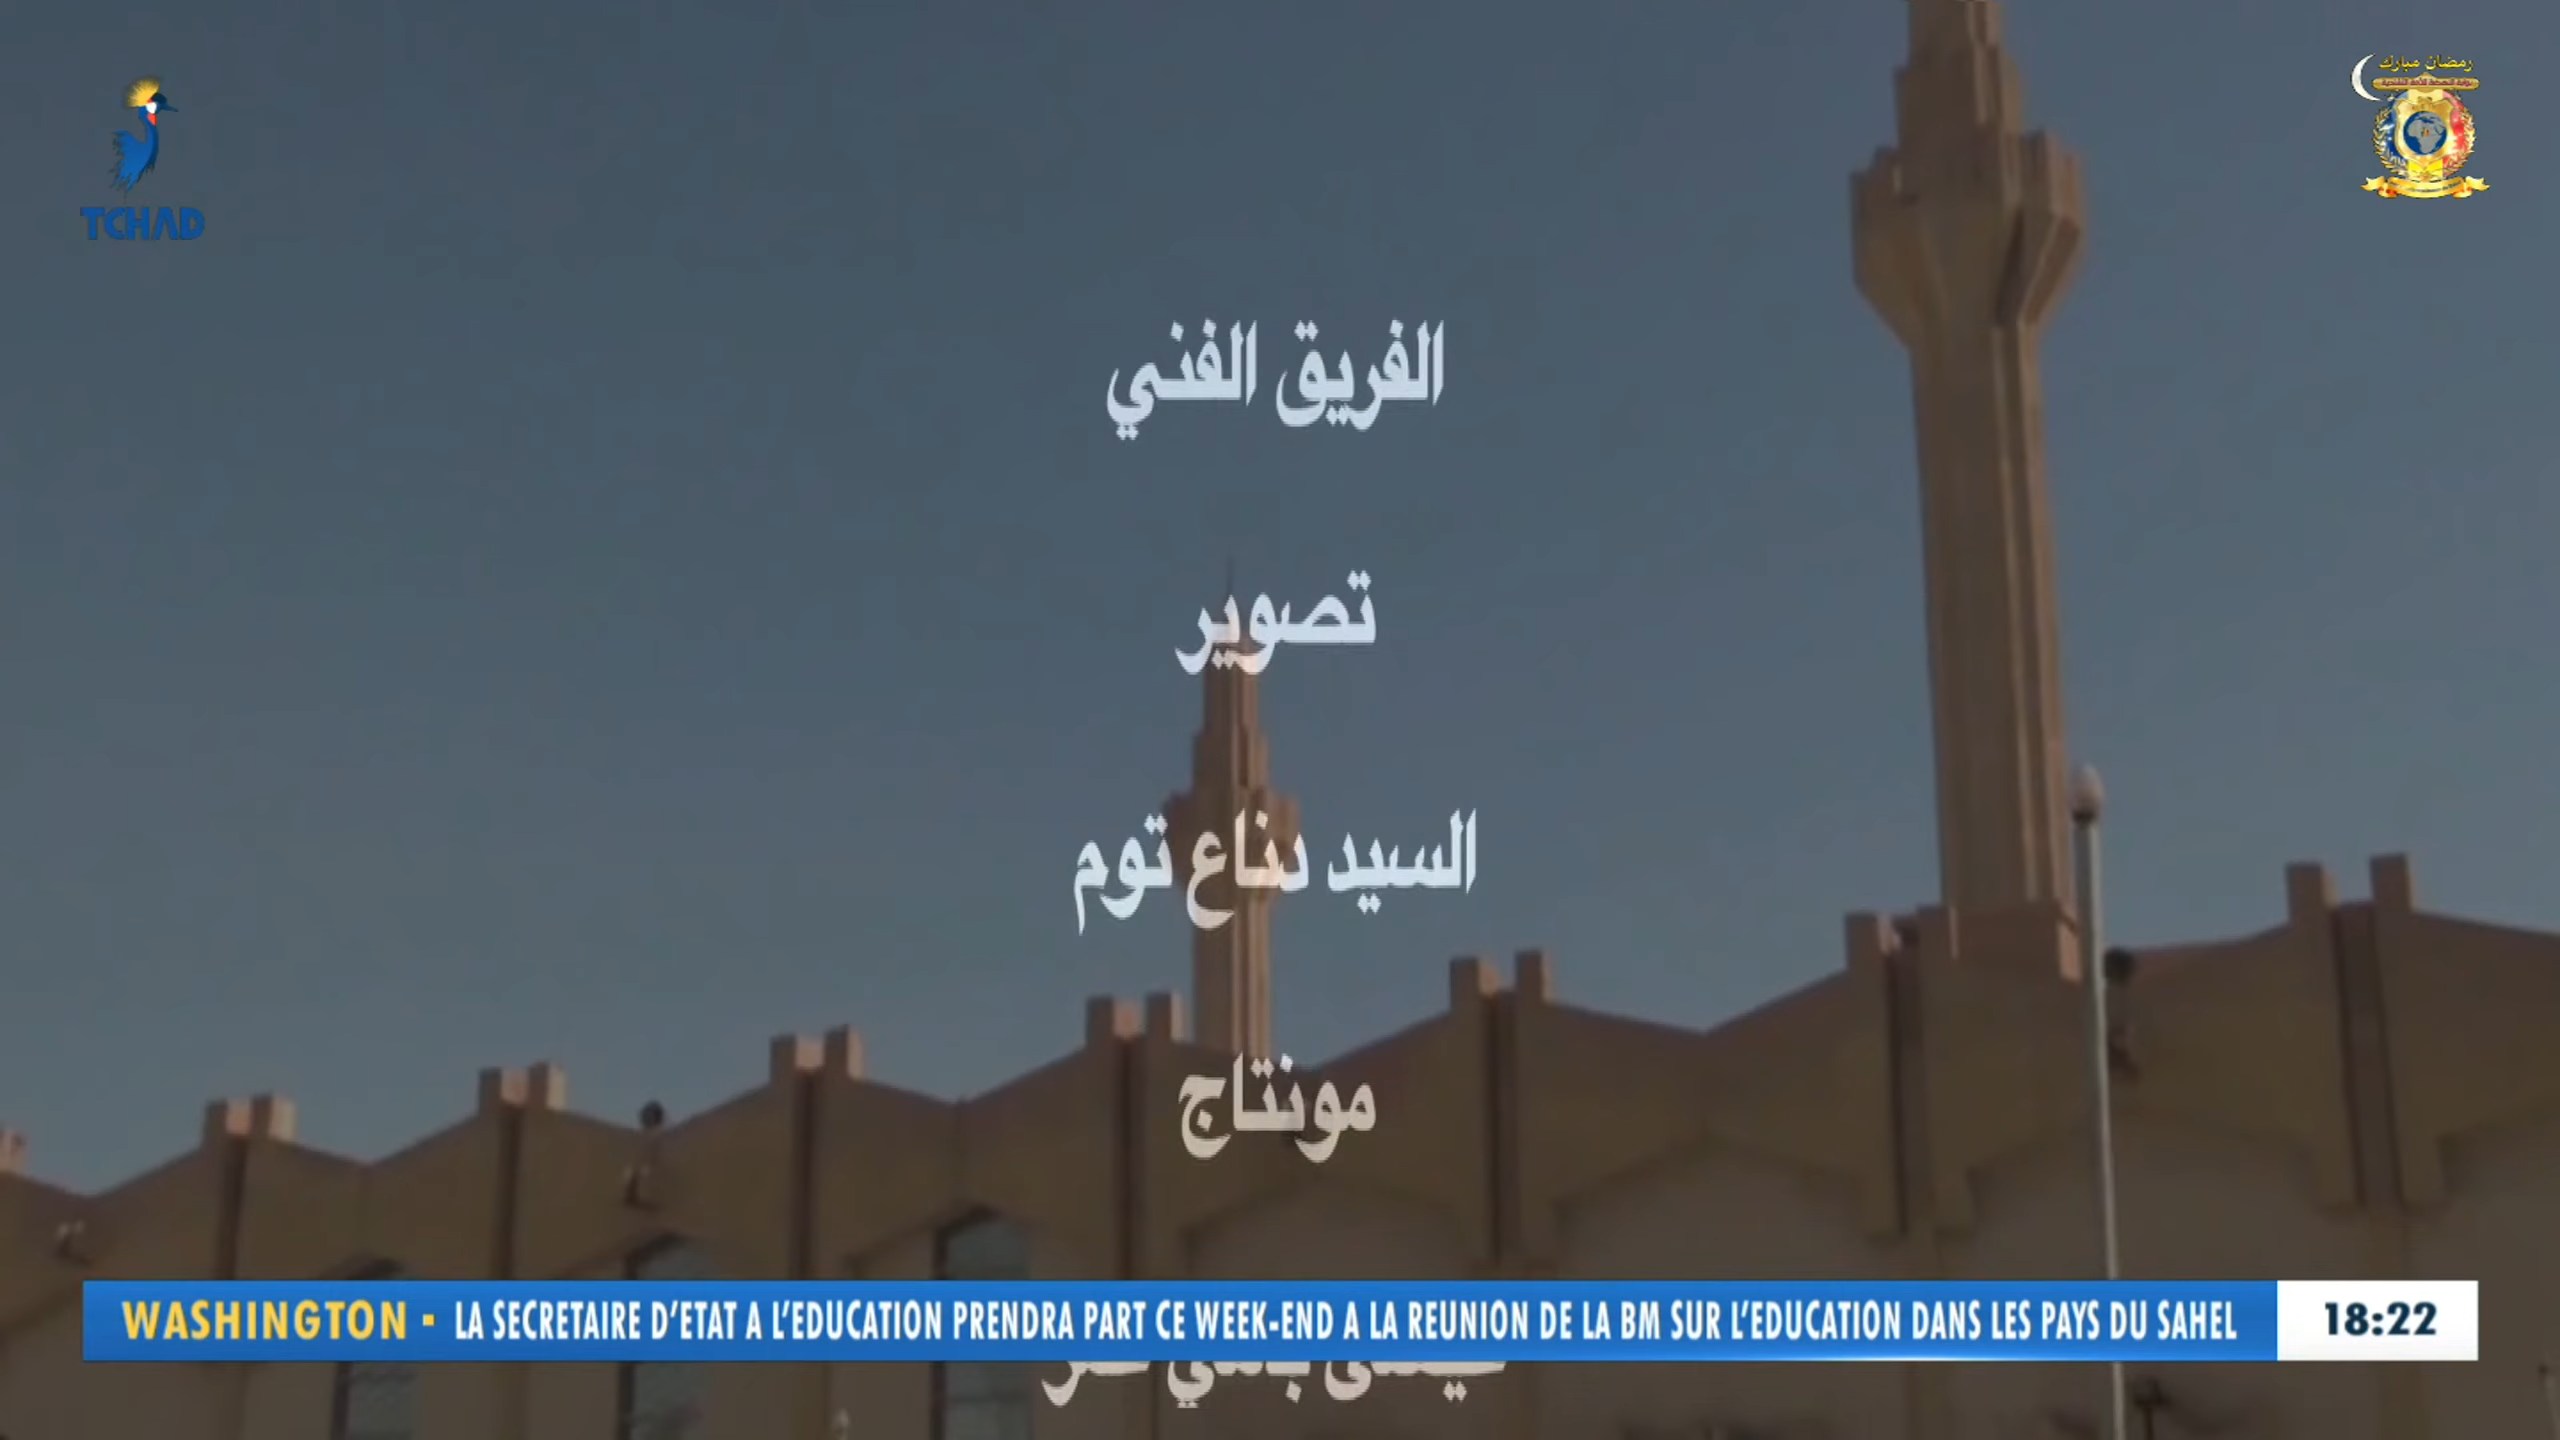 رمضان مبارك
TCHAD
الفريق الفني
تصوير
السيد دناع توم
مونتاج
WASHINGTON - LA SECRETAIRE D'ETAT A L'EDUCATION PRENDRA PART CE WEEK-END A LA REUNION DE LA BM SUR L'EDUCATION DANS LES PAYS DU SAHEL
18:22